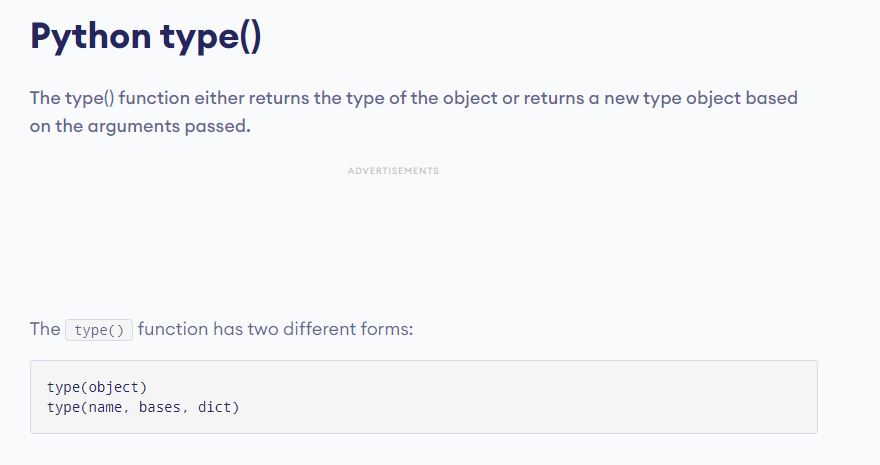 Python type()
The type() function either returns the type of the object or returns a new type object based
on the arguments passed.
ADVERTISEMENTS
The type() function has two different forms:
type(object)
type(name, bases, dict)